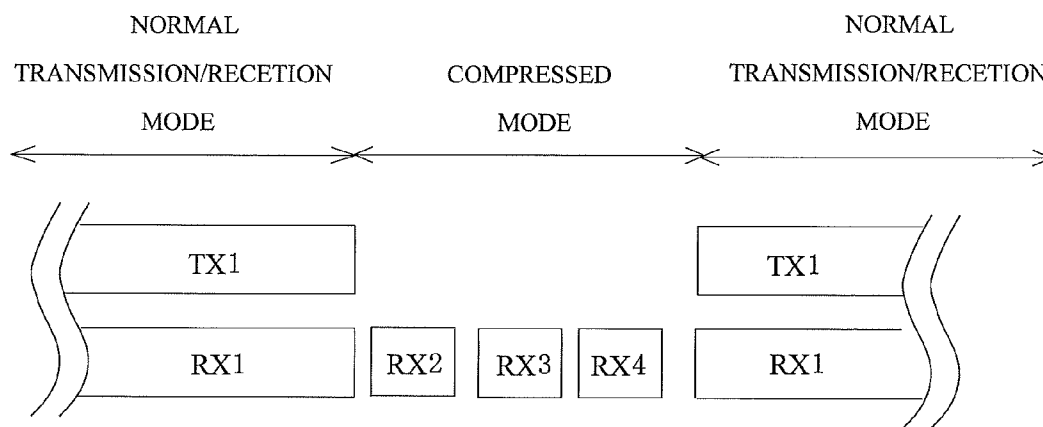 NORMAL
TRANSMISSION/RECETION
MODE
COMPRESSED
MODE
NORMAL
TRANSMISSION/RECETION
MODE
TX1
TX1
RX1
RX2
RX3
RX4
RX1